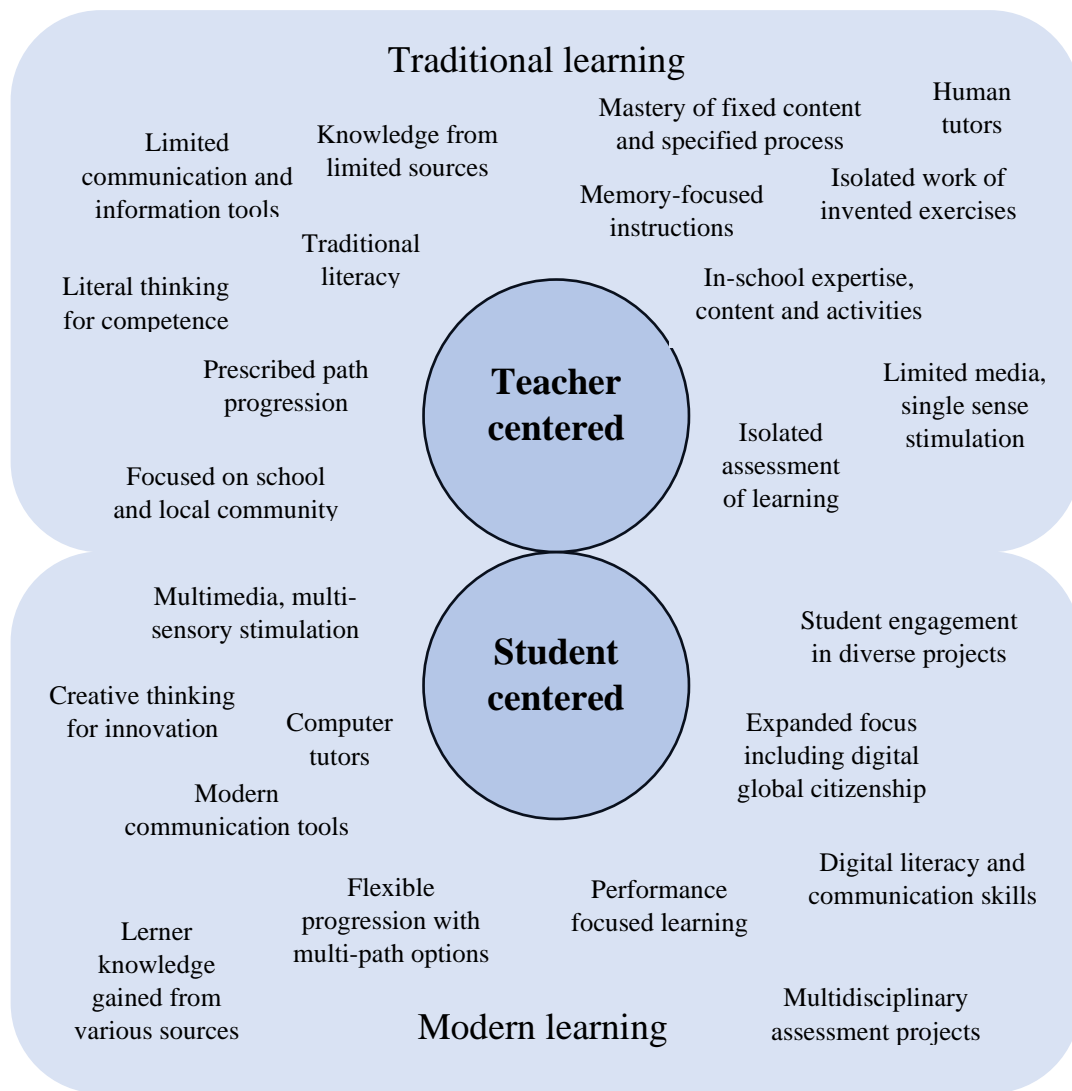 Traditional learning
Limited
communication and
information tools
Knowledge from
limited sources
Mastery of fixed content
and specified process
Human
tutors
Memory-focused
instructions
Isolated work of
invented exercises
Traditional
literacy
Literal thinking
for competence
In-school expertise,
content and activities
Prescribed path
progression
Teacher
centered
Limited media,
single sense
stimulation
Isolated
assessment
of learning
Focused on school
and local community
Multimedia, multi-
sensory stimulation
Student
centered
Student engagement
in diverse projects
Creative thinking
for innovation
Computer
tutors
Expanded focus
including digital
global citizenship
Modern
communication tools
Flexible
progression with
multi-path options
Performance
focused learning
Digital literacy and
communication skills
Lerner
knowledge
gained from
various sources
Multidisciplinary
assessment projects
Modern learning